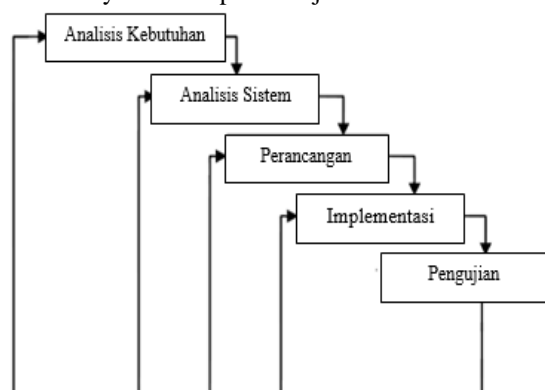 Analisis Kebutuhan
Analisis Sistem
Perancangan
Implementasi
Pengujian